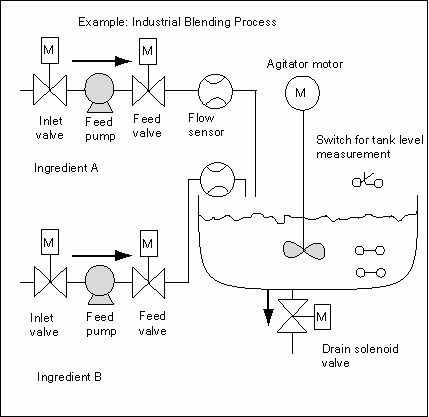 Example: Industrial Blending Process
M
M
Agitator motor
M
Inlet
valve
Feed
pump
Feed
valve
Flow
sensor
Switch for tank level
measurement
Ingredient A
M
M
Inlet
valve
Feed
pump
Feed
valve
M
Drain solenoid
valve
Ingredient B